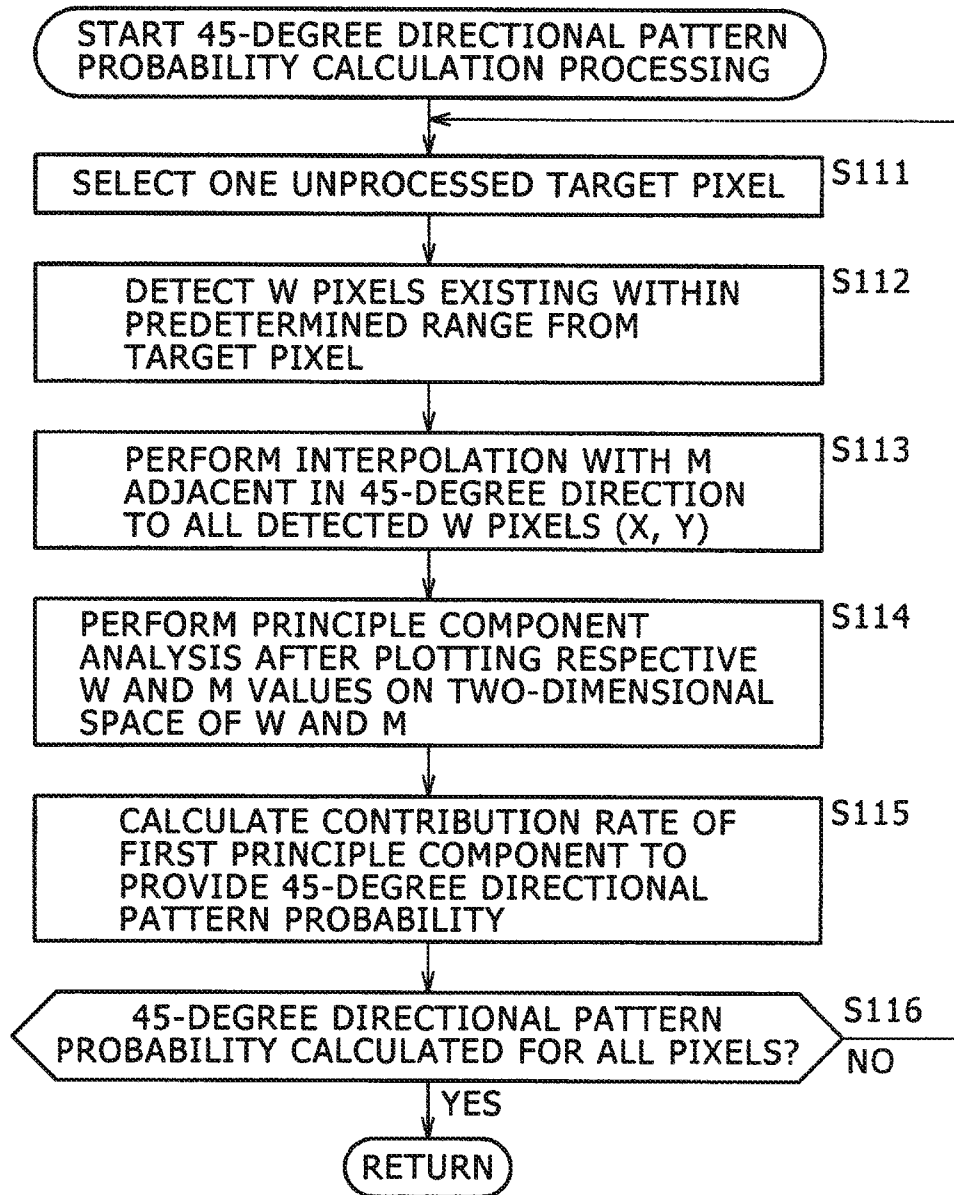 START 45-DEGREE DIRECTIONAL PATTERN
PROBABILITY CALCULATION PROCESSING
SELECT ONE UNPROCESSED TARGET PIXEL
S111
DETECT W PIXELS EXISTING WITHIN
PREDETERMINED RANGE FROM
TARGET PIXEL
S112
PERFORM INTERPOLATION WITH M
ADJACENT IN 45-DEGREE DIRECTION
TO ALL DETECTED W PIXELS (X, Y)
S113
PERFORM PRINCIPLE COMPONENT
ANALYSIS AFTER PLOTTING RESPECTIVE
W AND M VALUES ON TWO-DIMENSIONAL
SPACE OF W AND M
S114
CALCULATE CONTRIBUTION RATE OF
FIRST PRINCIPLE COMPONENT TO
PROVIDE 45-DEGREE DIRECTIONAL
PATTERN PROBABILITY
S115
45-DEGREE DIRECTIONAL PATTERN
PROBABILITY CALCULATED FOR ALL PIXELS?
S116
NO
YES
RETURN